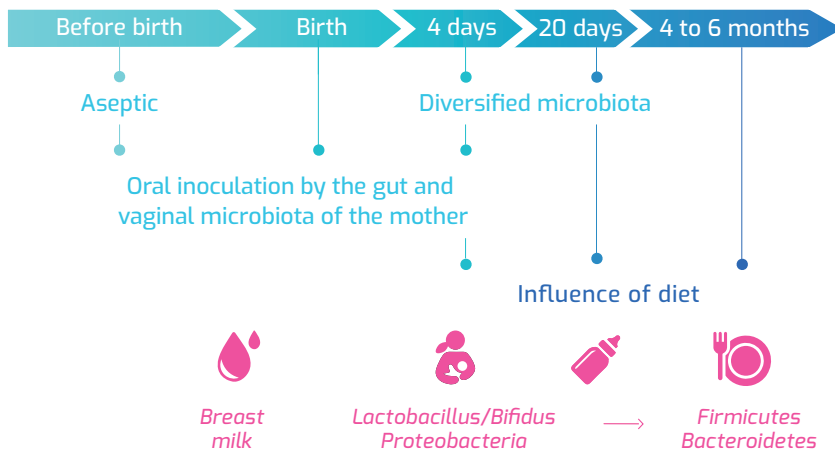 Before birth
Birth
4 days
20 days
4 to 6 months
Aseptic
Diversified microbiota
Oral inoculation by the gut and
vaginal microbiota of the mother
Influence of diet
Breast
milk
Lactobacillus/Bifidus
Proteobacteria
Firmicutes
Bacteroidetes